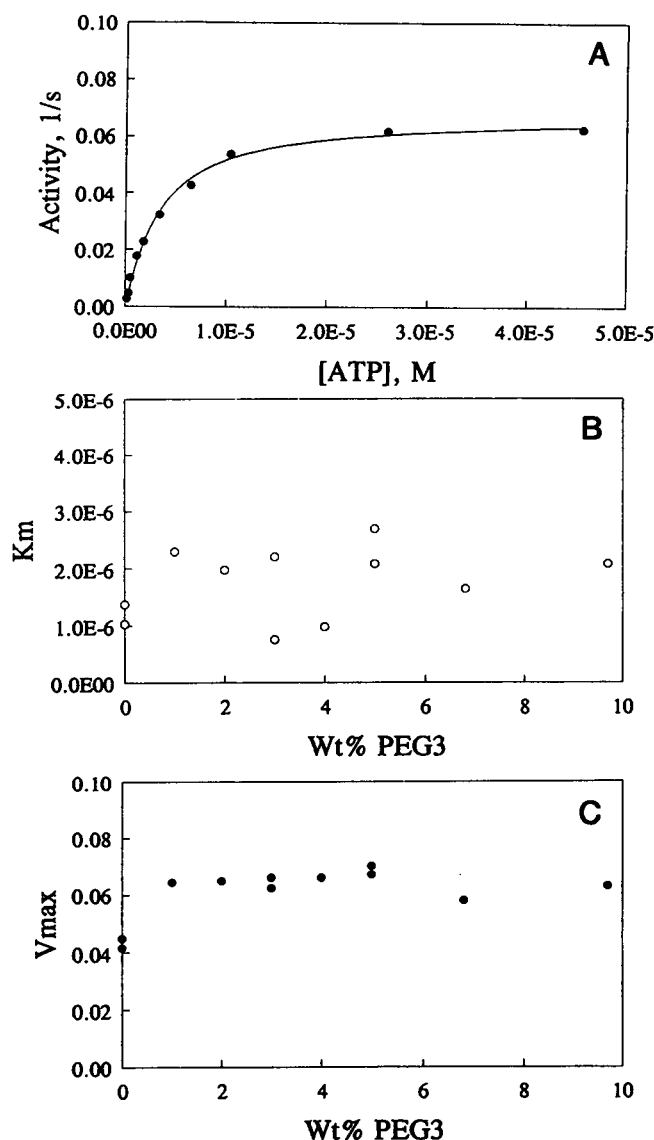 A
0.10
0.08
0.06
0.04
0.02
0.00
Activity, 1/s
0.0E00 1.0E-5 2.0E-5 3.0E-5 4.0E-5 5.0E-5
[ATP], M
B
5.0E-6
4.0E-6
3.0E-6
2.0E-6
1.0E-6
0.0E00
Km
0 2 4 6 8 10
Wt% PEG3
C
0.10
0.08
0.06
0.04
0.02
0.00
Vmax
0 2 4 6 8 10
Wt% PEG3